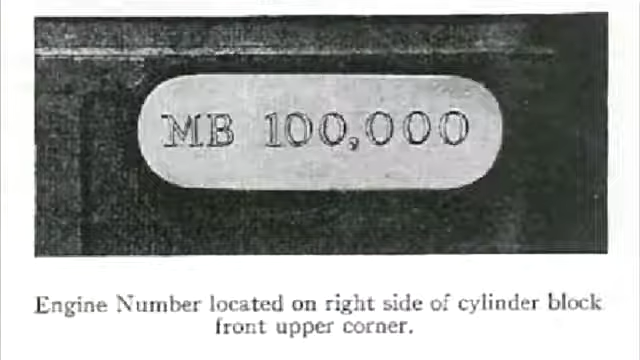 MB 100,000
Engine Number located on right side of cylinder block
front upper corner.